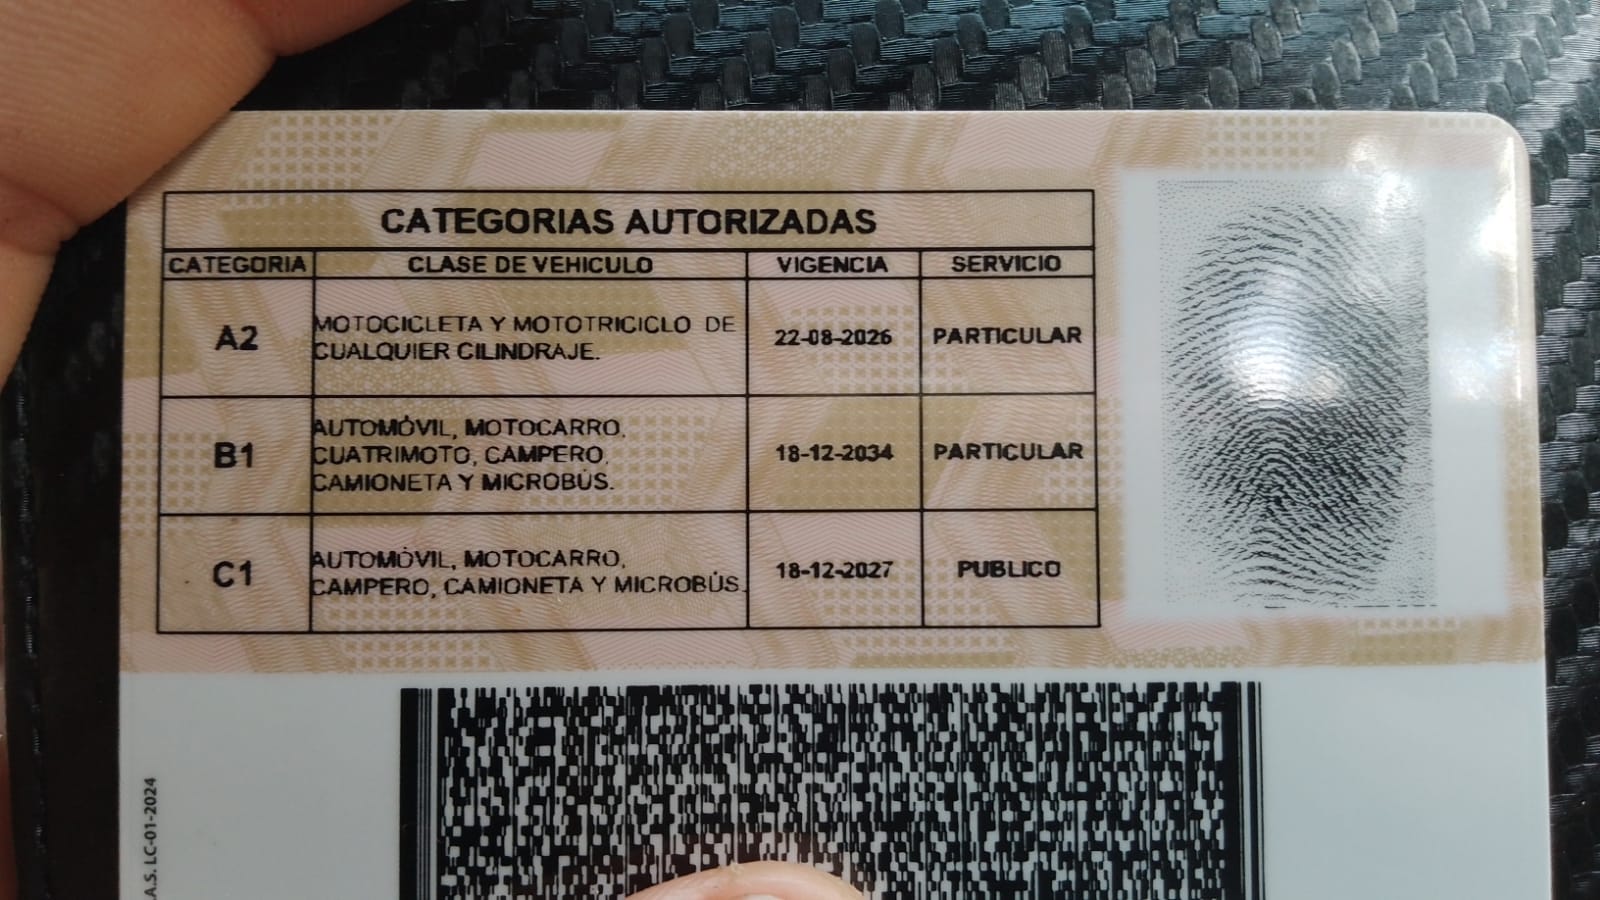 CATEGORIAS AUTORIZADAS
CATEGORIA CLASE DE VEHICULO VIGENCIA SERVICIO
A2 MOTOCICLETA Y MOTOTRICICLO DE CUALQUIER CILINDRAJE. 22-08-2026 PARTICULAR
B1 AUTOMÓVIL, MOTOCARRO, CUATRIMOTO, CAMPERO, CAMIONETA Y MICROBÚS. 18-12-2034 PARTICULAR
C1 AUTOMÓVIL, MOTOCARRO, CAMPERO, CAMIONETA Y MICROBÚS. 18-12-2027 PUBLICO
.A.S. LC-01-2024